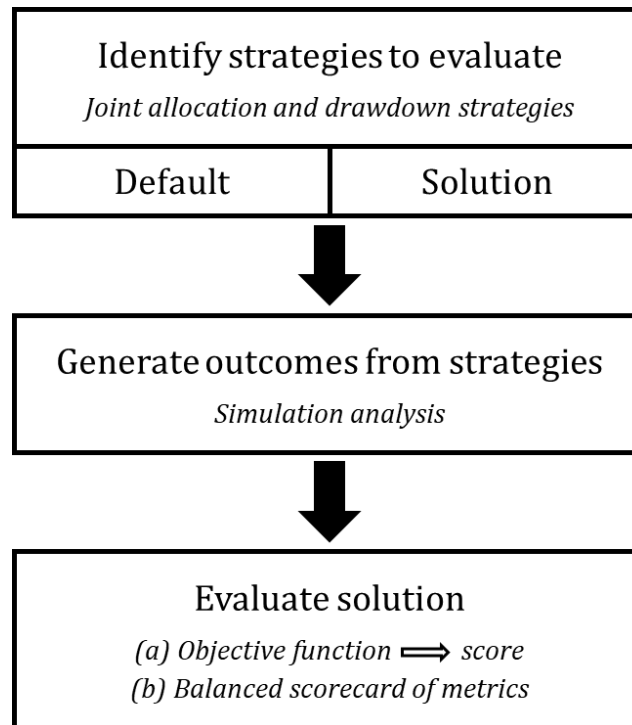 Identify strategies to evaluate
Joint allocation and drawdown strategies
Default
Solution
Generate outcomes from strategies
Simulation analysis
Evaluate solution
(a) Objective function ⟹ score
(b) Balanced scorecard of metrics